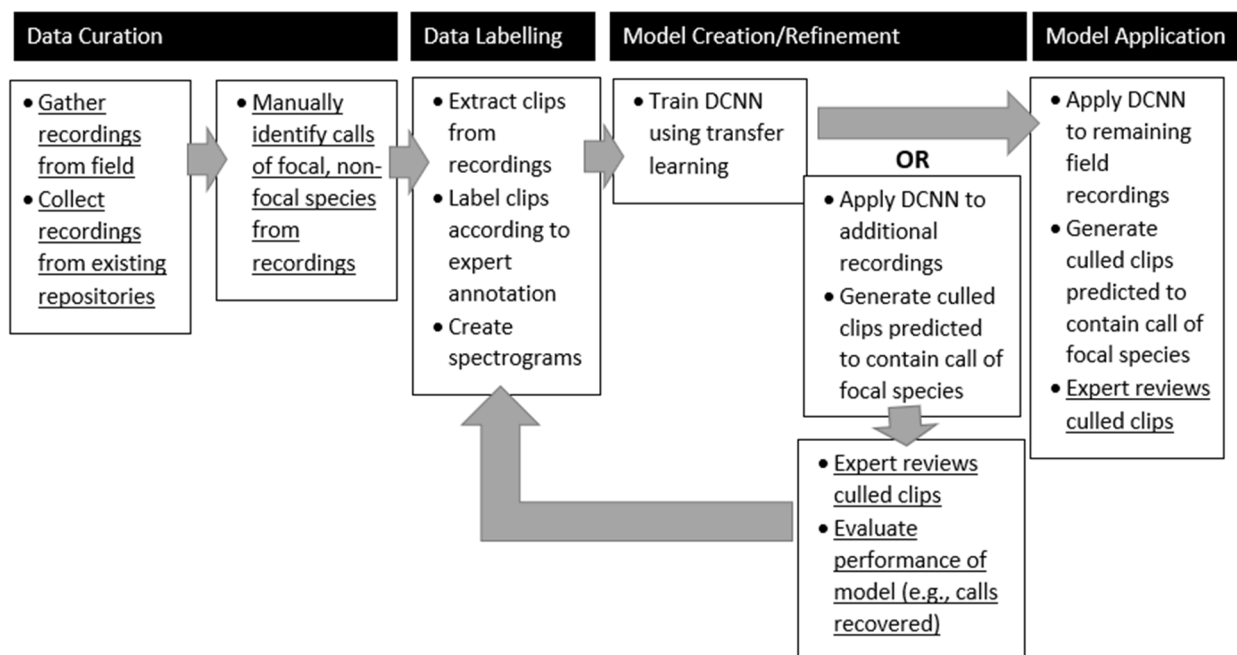 Data Curation
Data Labelling
Model Creation/Refinement
Model Application
• Gather
recordings
from field
• Collect
recordings
from existing
repositories
• Manually
identify calls
of focal, non-
focal species
from
recordings
• Extract clips
from
recordings
• Label clips
according to
expert
annotation
• Create
spectrograms
• Train DCNN
using transfer
learning
OR
• Apply DCNN to
additional
recordings
• Generate culled
clips predicted
to contain call of
focal species
• Expert reviews
culled clips
• Evaluate
performance of
model (e.g., calls
recovered)
• Apply DCNN
to remaining
field
recordings
• Generate
culled clips
predicted to
contain call of
focal species
• Expert reviews
culled clips